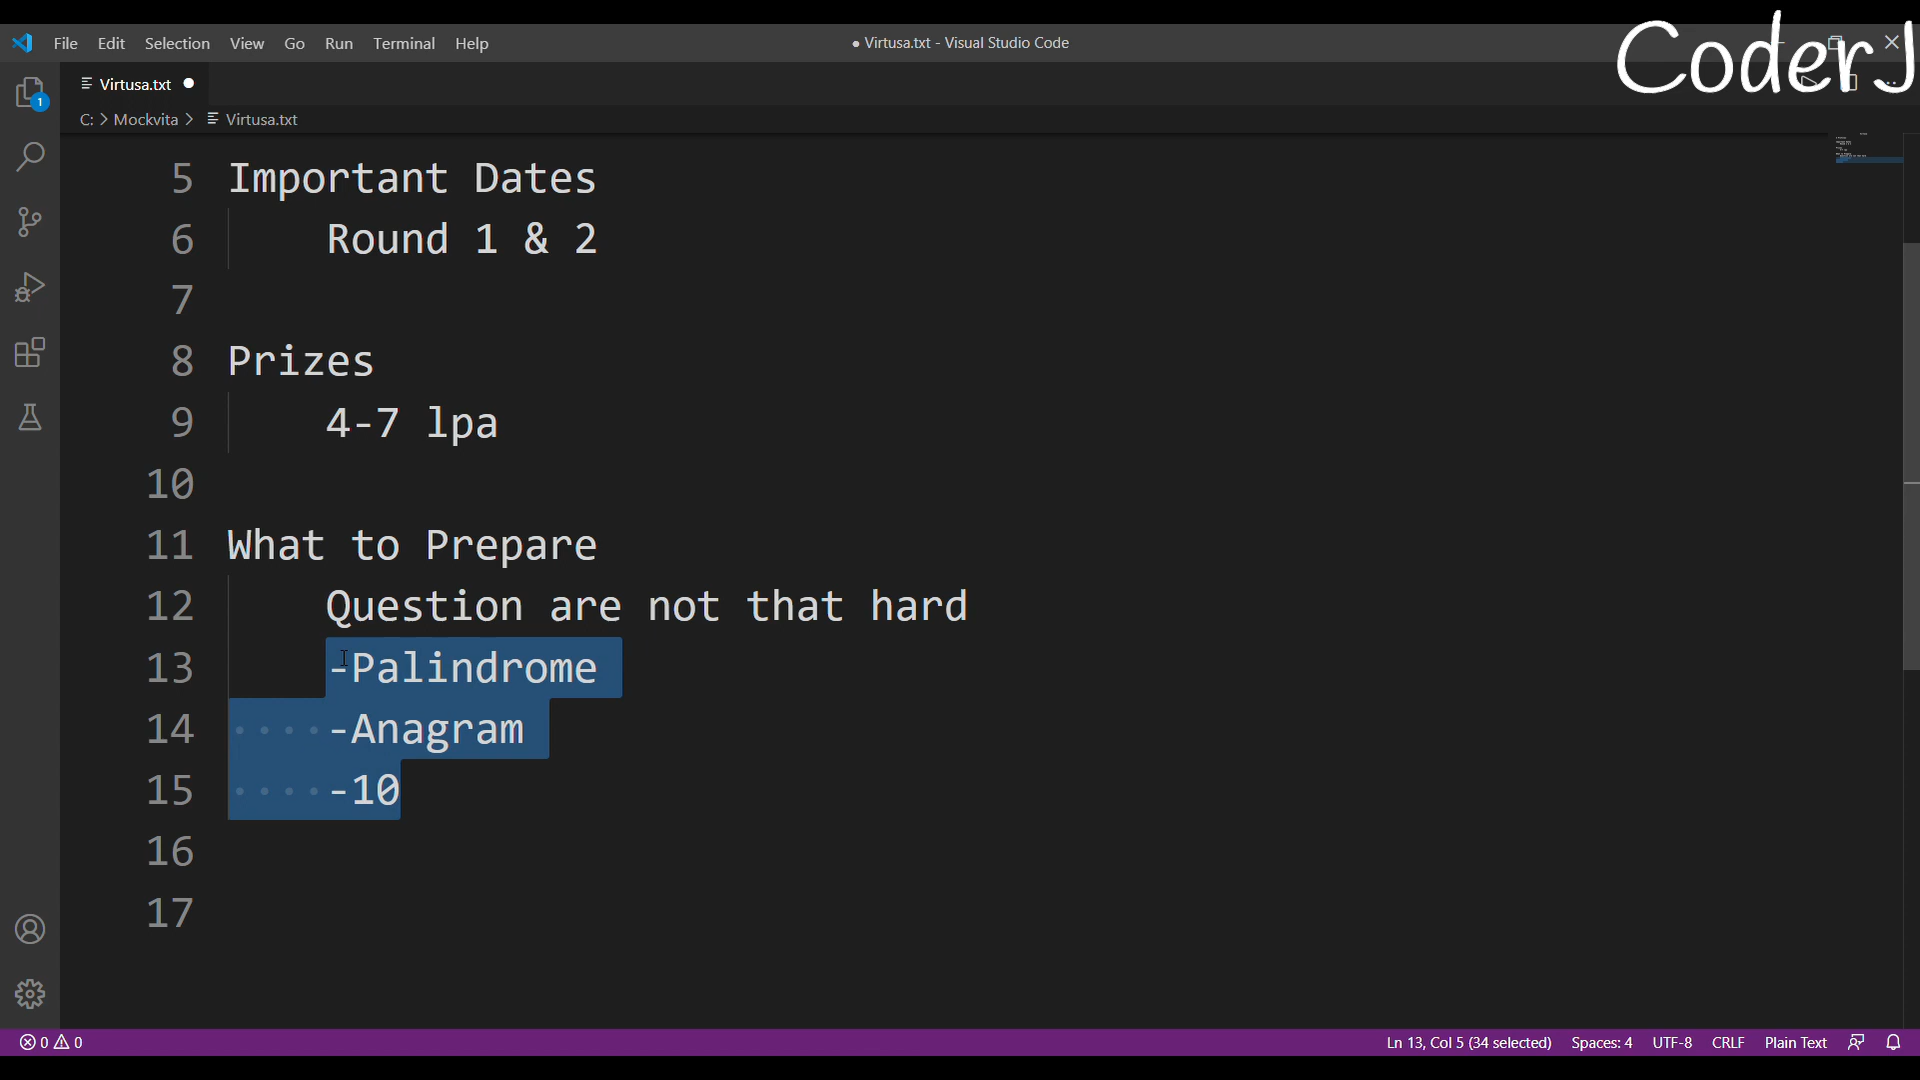 File Edit Selection View Go Run Terminal Help
● Virtusa.txt - Visual Studio Code
CoderJ
Virtusa.txt
1
C: > Mockvita > Virtusa.txt
5 Important Dates
6 Round 1 & 2
7
8 Prizes
9 4-7 lpa
10
11 What to Prepare
12 Question are not that hard
13 -Palindrome
14 -Anagram
15 -10
16
17
0 0 Ln 13, Col 5 (34 selected) Spaces: 4 UTF-8 CRLF Plain Text